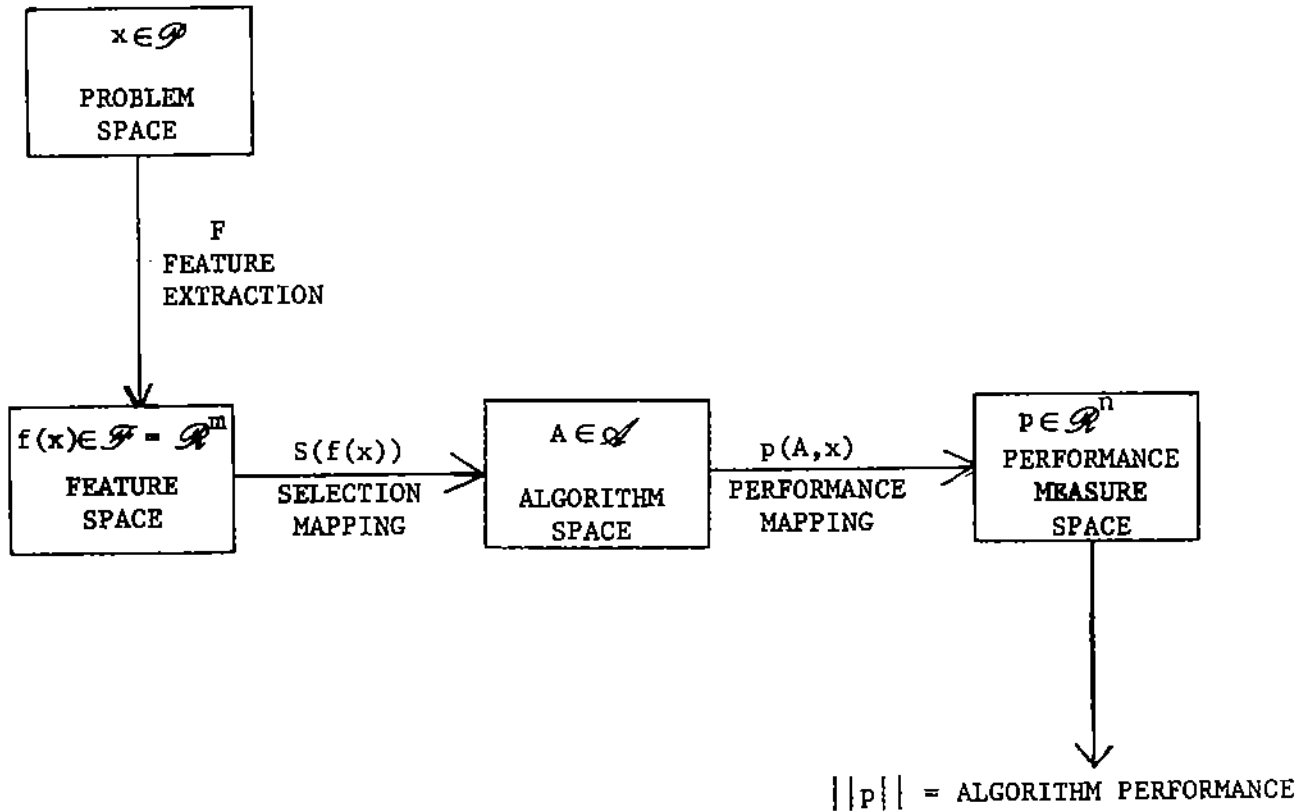 x ∈ 𝒫
PROBLEM
SPACE
F
FEATURE
EXTRACTION
f(x) ∈ ℱ = ℛ^m
FEATURE
SPACE
S(f(x))
SELECTION
MAPPING
A ∈ 𝒜
ALGORITHM
SPACE
p(A,x)
PERFORMANCE
MAPPING
p ∈ ℛ^n
PERFORMANCE
MEASURE
SPACE
||p|| = ALGORITHM PERFORMANCE